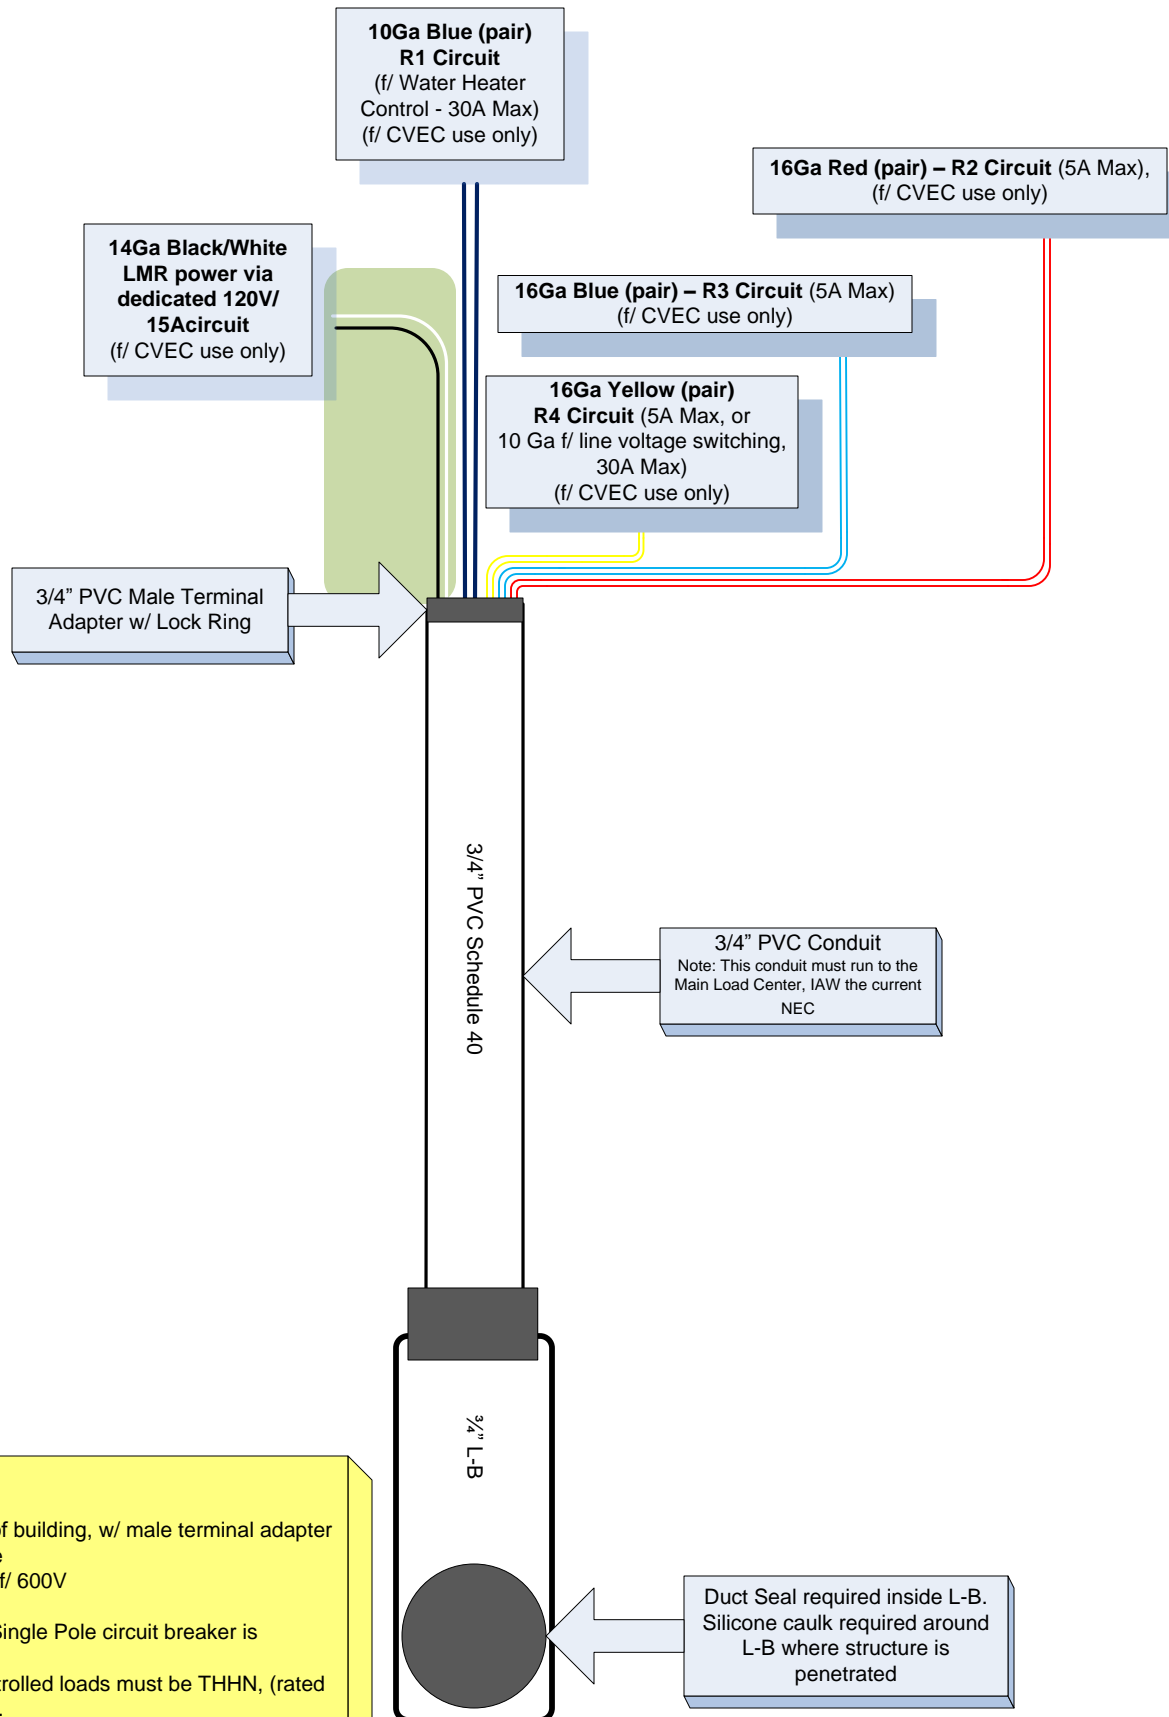 10Ga Blue (pair)
R1 Circuit
(f/ Water Heater
Control - 30A Max)
(f/ CVEC use only)
16Ga Red (pair) – R2 Circuit (5A Max),
(f/ CVEC use only)
14Ga Black/White
LMR power via
dedicated 120V/
15Acircuit
(f/ CVEC use only)
16Ga Blue (pair) – R3 Circuit (5A Max)
(f/ CVEC use only)
16Ga Yellow (pair)
R4 Circuit (5A Max, or
10 Ga f/ line voltage switching,
30A Max)
(f/ CVEC use only)
3/4” PVC Male Terminal
Adapter w/ Lock Ring
3/4” PVC Schedule 40
3/4” PVC Conduit
Note: This conduit must run to the
Main Load Center, IAW the current
NEC
¾” L-B
of building, w/ male terminal adapter
f/ 600V
Single Pole circuit breaker is
trolled loads must be THHN, (rated
Duct Seal required inside L-B.
Silicone caulk required around
L-B where structure is
penetrated